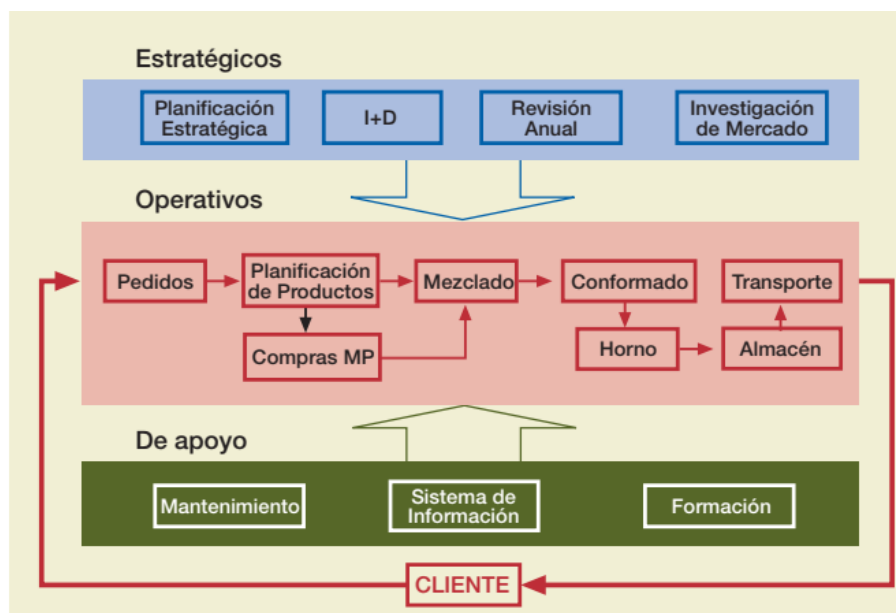 Estratégicos
Planificación
Estratégica
I+D
Revisión
Anual
Investigación
de Mercado
Operativos
Pedidos
Planificación
de Productos
Mezclado
Conformado
Transporte
Compras MP
Horno
Almacén
De apoyo
Mantenimiento
Sistema de
Información
Formación
CLIENTE